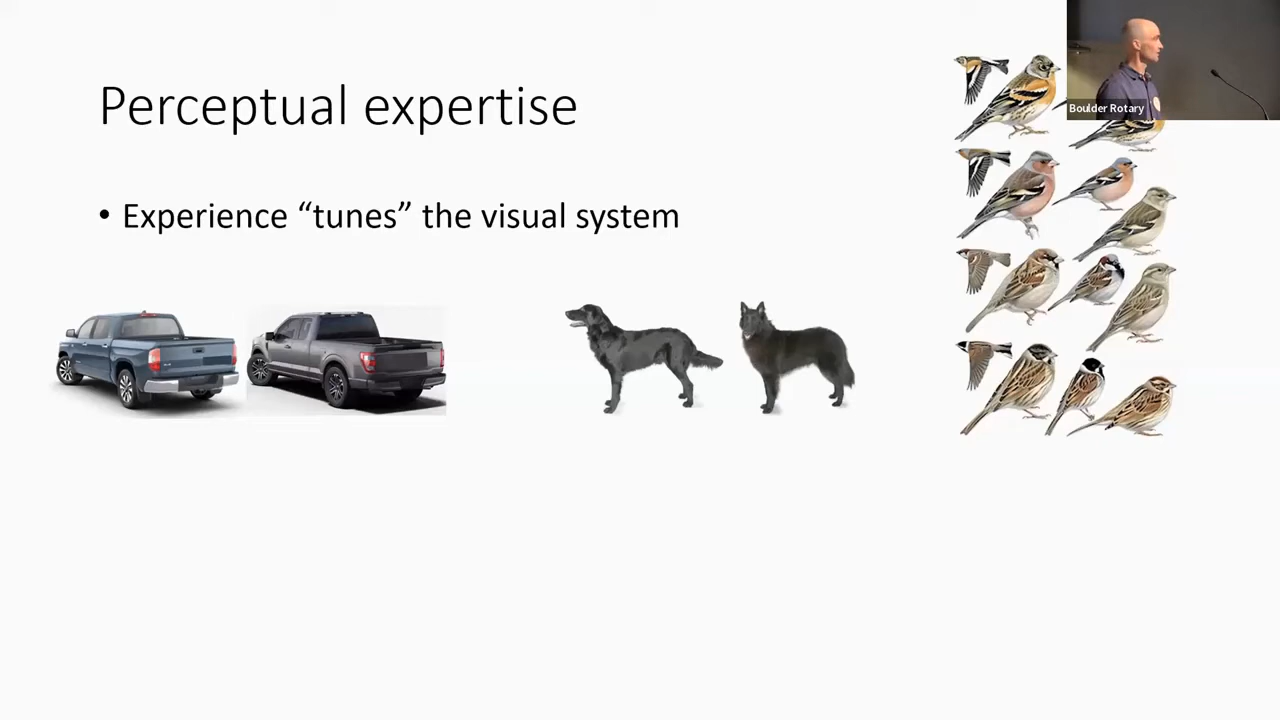 Perceptual expertise
• Experience “tunes” the visual system
Boulder Rotary